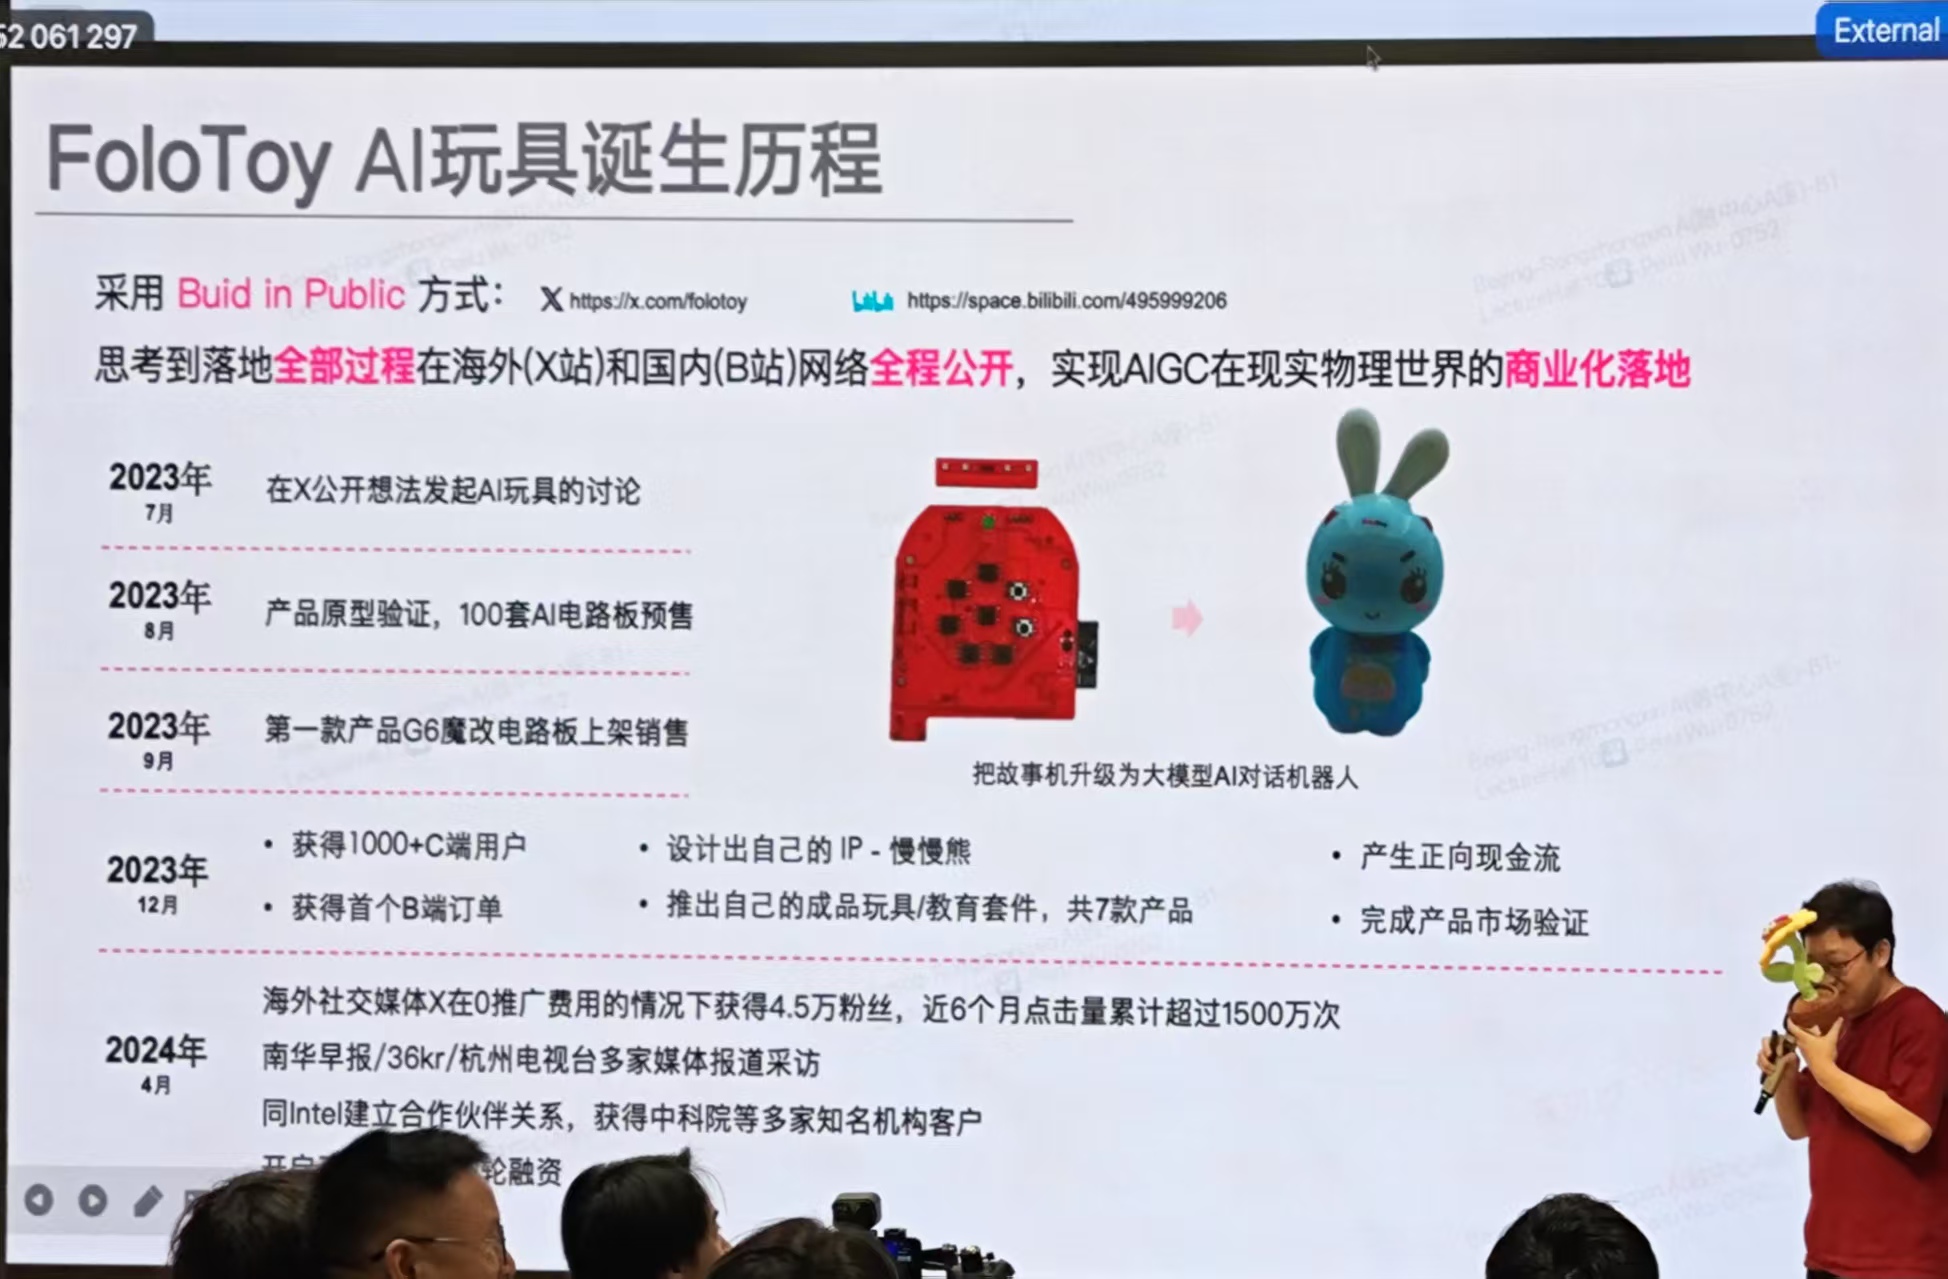 52 061 297
External
FoloToy AI玩具诞生历程
采用 Buid in Public 方式： X https://x.com/folotoy https://space.bilibili.com/495999206
思考到落地全部过程在海外(X站)和国内(B站)网络全程公开，实现AIGC在现实物理世界的商业化落地
2023年
7月
在X公开想法发起AI玩具的讨论
2023年
8月
产品原型验证，100套AI电路板预售
2023年
9月
第一款产品G6魔改电路板上架销售
把故事机升级为大模型AI对话机器人
2023年
12月
• 获得1000+C端用户
• 获得首个B端订单
• 设计出自己的 IP - 慢慢熊
• 推出自己的成品玩具/教育套件，共7款产品
• 产生正向现金流
• 完成产品市场验证
2024年
4月
海外社交媒体X在0推广费用的情况下获得4.5万粉丝，近6个月点击量累计超过1500万次
南华早报/36kr/杭州电视台多家媒体报道采访
同Intel建立合作伙伴关系，获得中科院等多家知名机构客户
轮融资